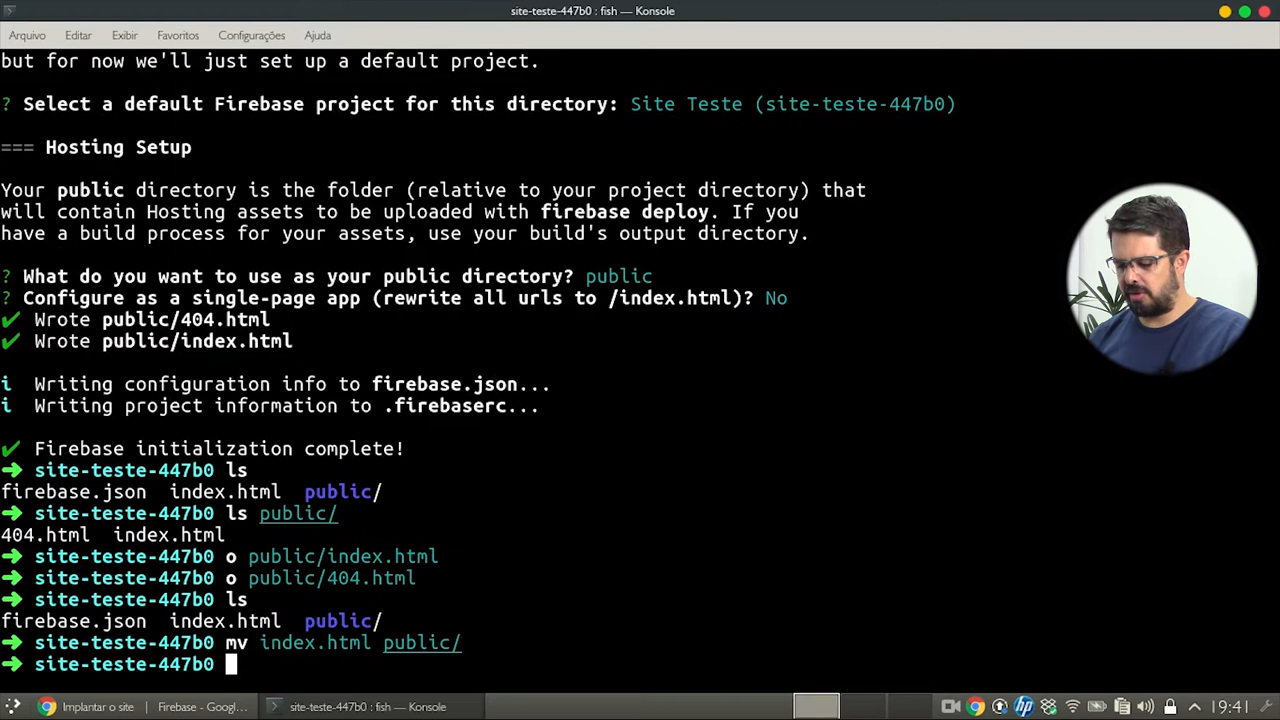 site-teste-447b0 : fish — Konsole
Arquivo Editar Exibir Favoritos Configurações Ajuda
but for now we'll just set up a default project.
? Select a default Firebase project for this directory: Site Teste (site-teste-447b0)
=== Hosting Setup
Your public directory is the folder (relative to your project directory) that
will contain Hosting assets to be uploaded with firebase deploy. If you
have a build process for your assets, use your build's output directory.
? What do you want to use as your public directory? public
? Configure as a single-page app (rewrite all urls to /index.html)? No
✔ Wrote public/404.html
✔ Wrote public/index.html
i Writing configuration info to firebase.json...
i Writing project information to .firebaserc...
✔ Firebase initialization complete!
➜ site-teste-447b0 ls
firebase.json index.html public/
➜ site-teste-447b0 ls public/
404.html index.html
➜ site-teste-447b0 o public/index.html
➜ site-teste-447b0 o public/404.html
➜ site-teste-447b0 ls
firebase.json index.html public/
➜ site-teste-447b0 mv index.html public/
➜ site-teste-447b0
Implantar o site | Firebase - Googl... site-teste-447b0 : fish — Konsole hp 19:41